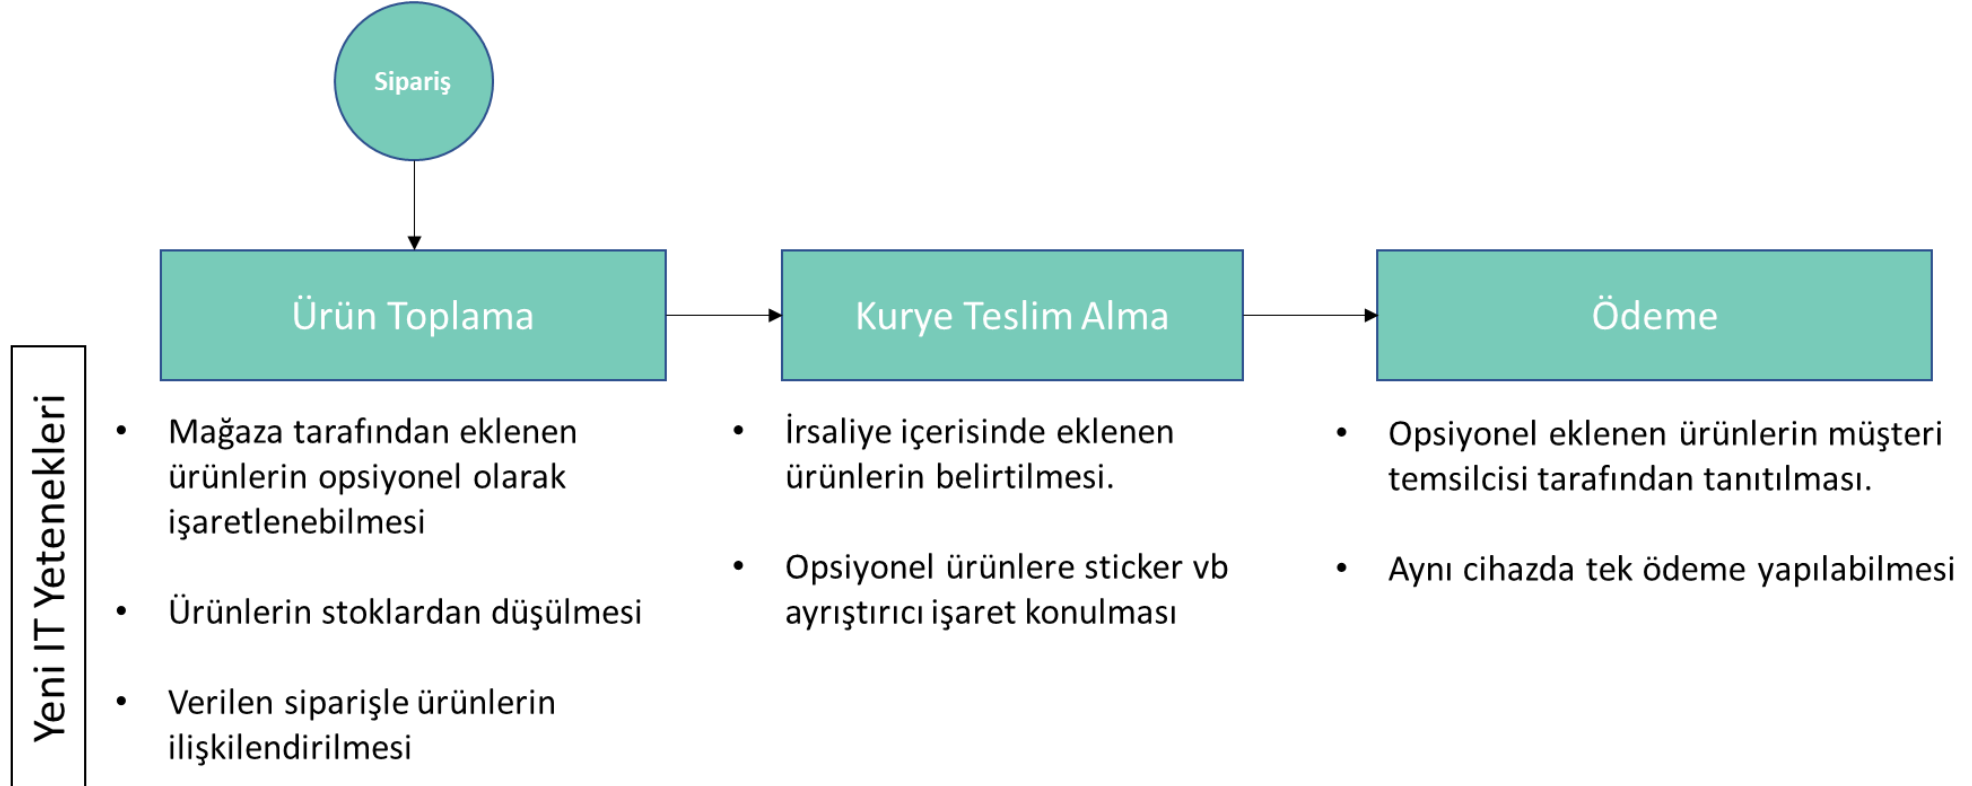 Sipariş
Ürün Toplama
Kurye Teslim Alma
Ödeme
Yeni IT Yetenekleri
• Mağaza tarafından eklenen
ürünlerin opsiyonel olarak
işaretlenebilmesi
• Ürünlerin stoklardan düşülmesi
• Verilen siparişle ürünlerin
ilişkilendirilmesi
• İrsaliye içerisinde eklenen
ürünlerin belirtilmesi.
• Opsiyonel ürünlere sticker vb
ayrıştırıcı işaret konulması
• Opsiyonel eklenen ürünlerin müşteri
temsilcisi tarafından tanıtılması.
• Aynı cihazda tek ödeme yapılabilmesi